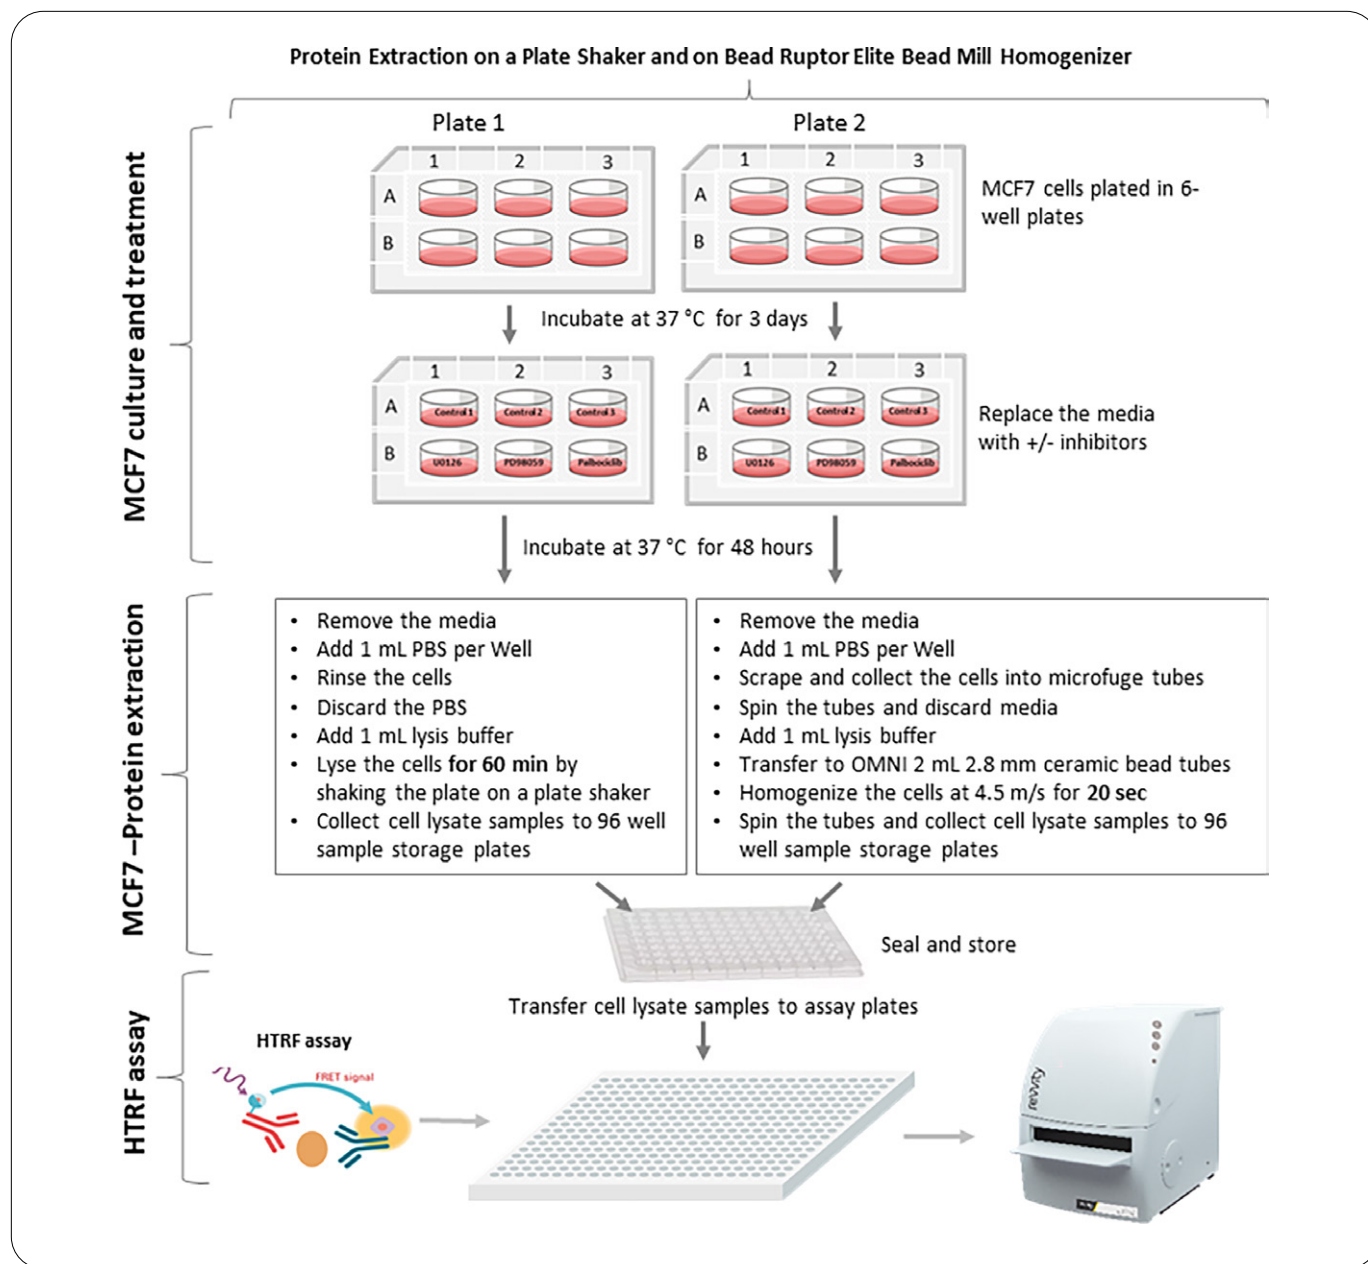 Protein Extraction on a Plate Shaker and on Bead Ruptor Elite Bead Mill Homogenizer
MCF7 culture and treatment
Plate 1
Plate 2
1 2 3
A
B
1 2 3
A
B
MCF7 cells plated in 6-
well plates
Incubate at 37 °C for 3 days
1 2 3
A Control 1 Control 2 Control 3
B U0126 PD98059 Palbociclib
1 2 3
A Control 1 Control 2 Control 3
B U0126 PD98059 Palbociclib
Replace the media
with +/- inhibitors
Incubate at 37 °C for 48 hours
MCF7 –Protein extraction
• Remove the media
• Add 1 mL PBS per Well
• Rinse the cells
• Discard the PBS
• Add 1 mL lysis buffer
• Lyse the cells for 60 min by
shaking the plate on a plate shaker
• Collect cell lysate samples to 96 well
sample storage plates
• Remove the media
• Add 1 mL PBS per Well
• Scrape and collect the cells into microfuge tubes
• Spin the tubes and discard media
• Add 1 mL lysis buffer
• Transfer to OMNI 2 mL 2.8 mm ceramic bead tubes
• Homogenize the cells at 4.5 m/s for 20 sec
• Spin the tubes and collect cell lysate samples to 96
well sample storage plates
Seal and store
Transfer cell lysate samples to assay plates
HTRF assay
HTRF assay
FRET signal
revvity